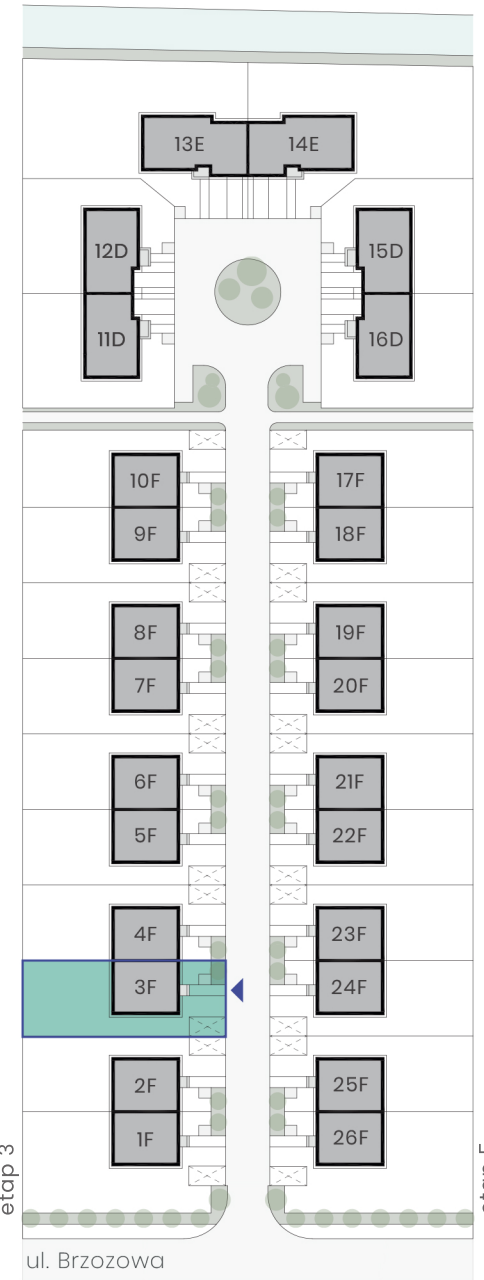 13E 14E
12D 15D
11D 16D
10F 17F
9F 18F
8F 19F
7F 20F
6F 21F
5F 22F
4F 23F
3F 24F
2F 25F
1F 26F
etap 3
ul. Brzozowa